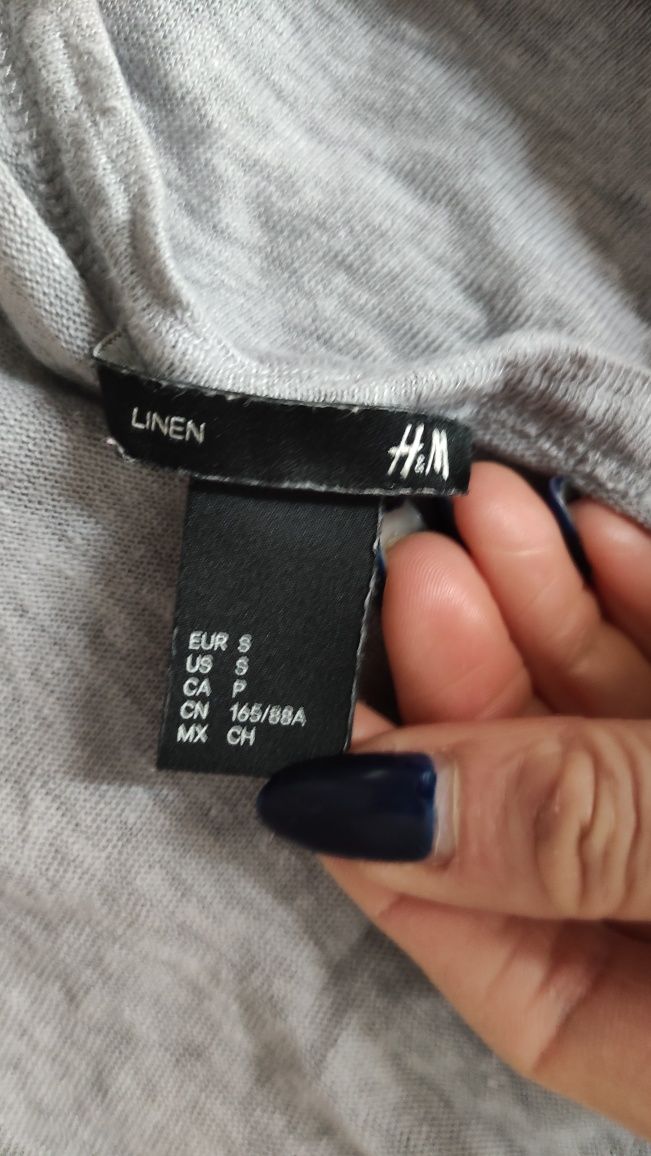 LINEN H&M
EUR S
US S
CA P
CN 165/88A
MX CH